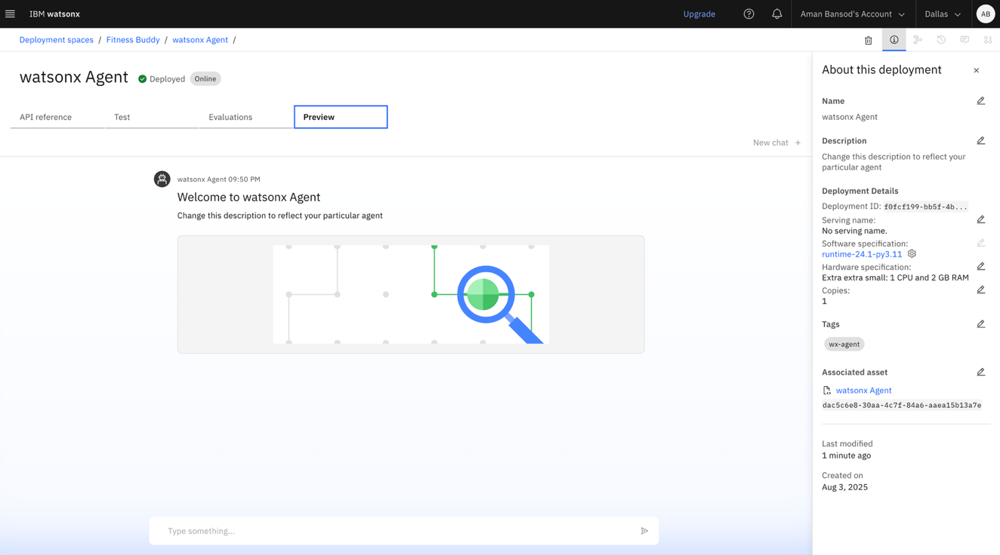 IBM watsonx
Upgrade
Aman Bansod's Account
Dallas
AB
Deployment spaces / Fitness Buddy / watsonx Agent /
watsonx Agent
Deployed
Online
API reference
Test
Evaluations
Preview
New chat +
watsonx Agent 09:50 PM
Welcome to watsonx Agent
Change this description to reflect your particular agent
Type something...
About this deployment
Name
watsonx Agent
Description
Change this description to reflect your
particular agent
Deployment Details
Deployment ID: f0fcf199-bb5f-4b...
Serving name:
No serving name.
Software specification:
runtime-24.1-py3.11
Hardware specification:
Extra extra small: 1 CPU and 2 GB RAM
Copies:
1
Tags
wx-agent
Associated asset
watsonx Agent
dac5c6e8-30aa-4c7f-84a6-aaea15b13a7e
Last modified
1 minute ago
Created on
Aug 3, 2025